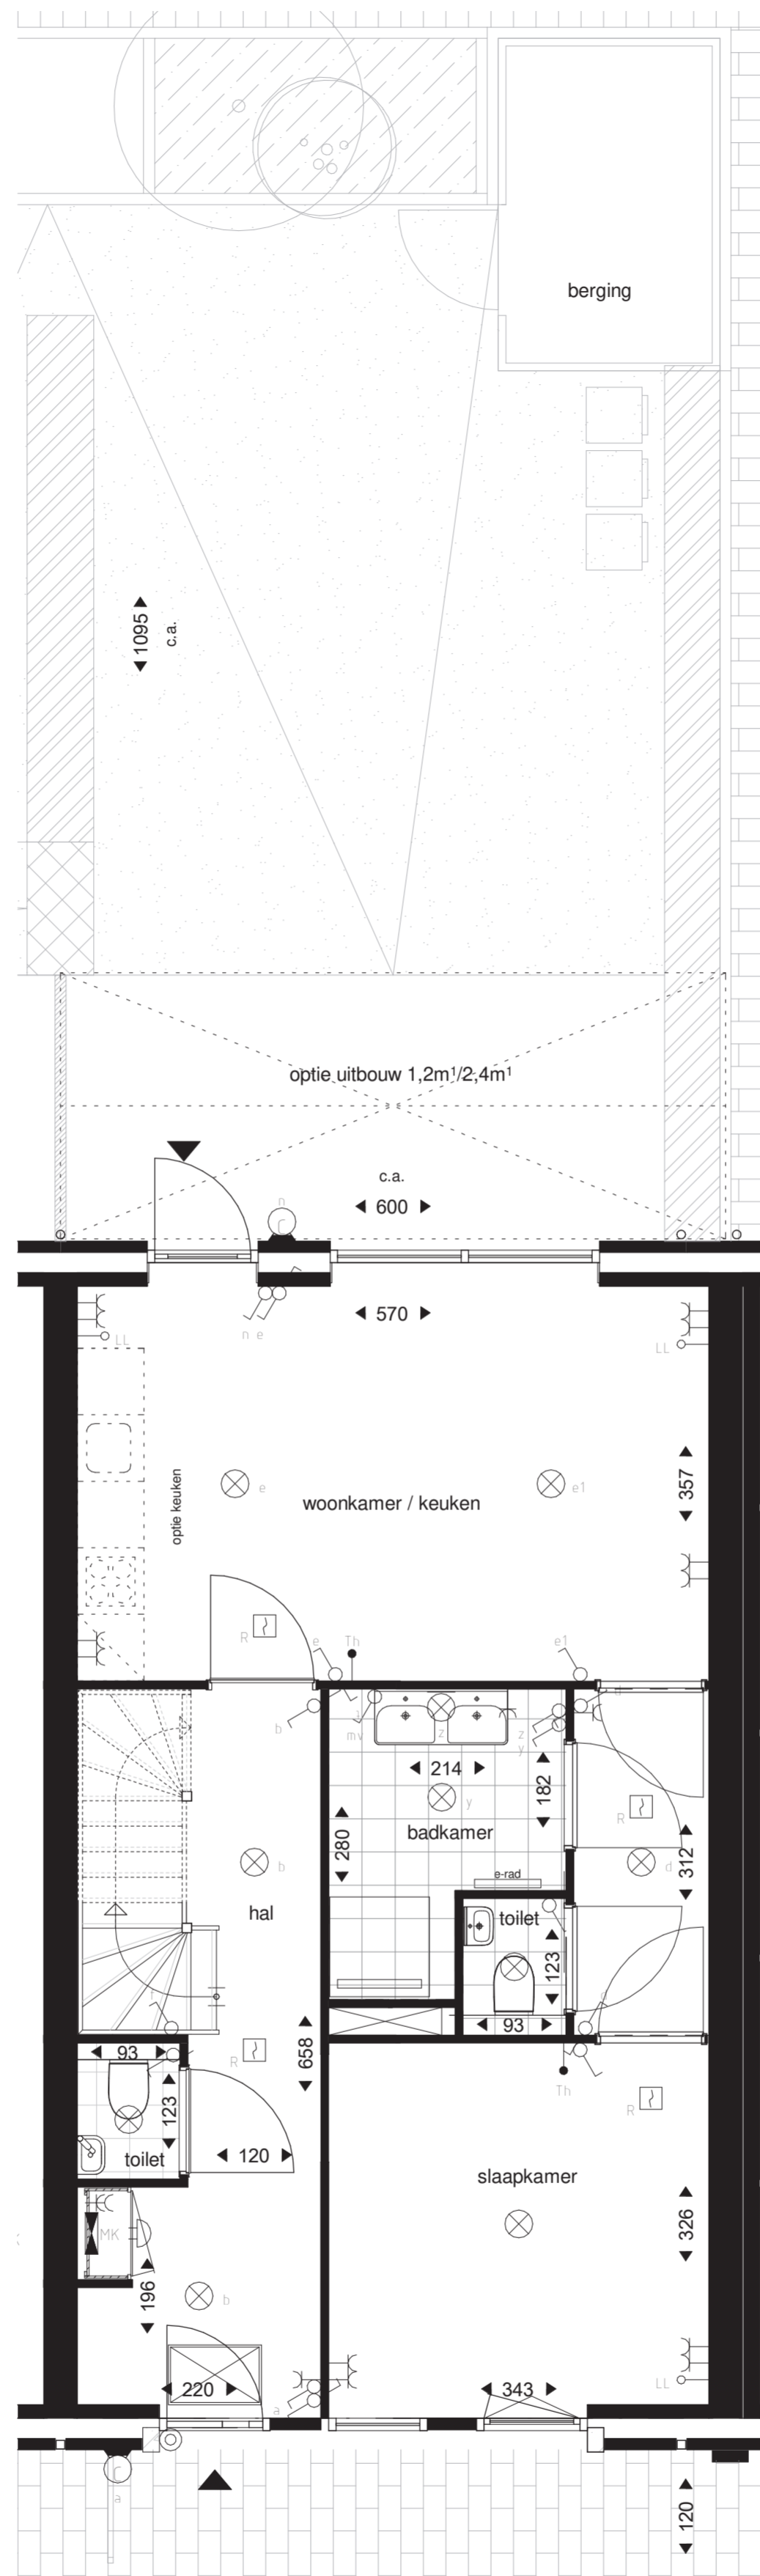 berging
1095
c.a.
optie uitbouw 1,2m¹/2,4m¹
c.a.
600
n
570
LL
n e
LL
357
optie keuken
e
e1
woonkamer / keuken
R
e
Th
e1
b
mv
z
z
y
d
214
182
y
280
badkamer
R
312
b
d
e-rad
hal
toilet
123
93
658
R
93
123
Th
R
120
toilet
slaapkamer
MK
326
196
b
220
343
LL
a
a
120